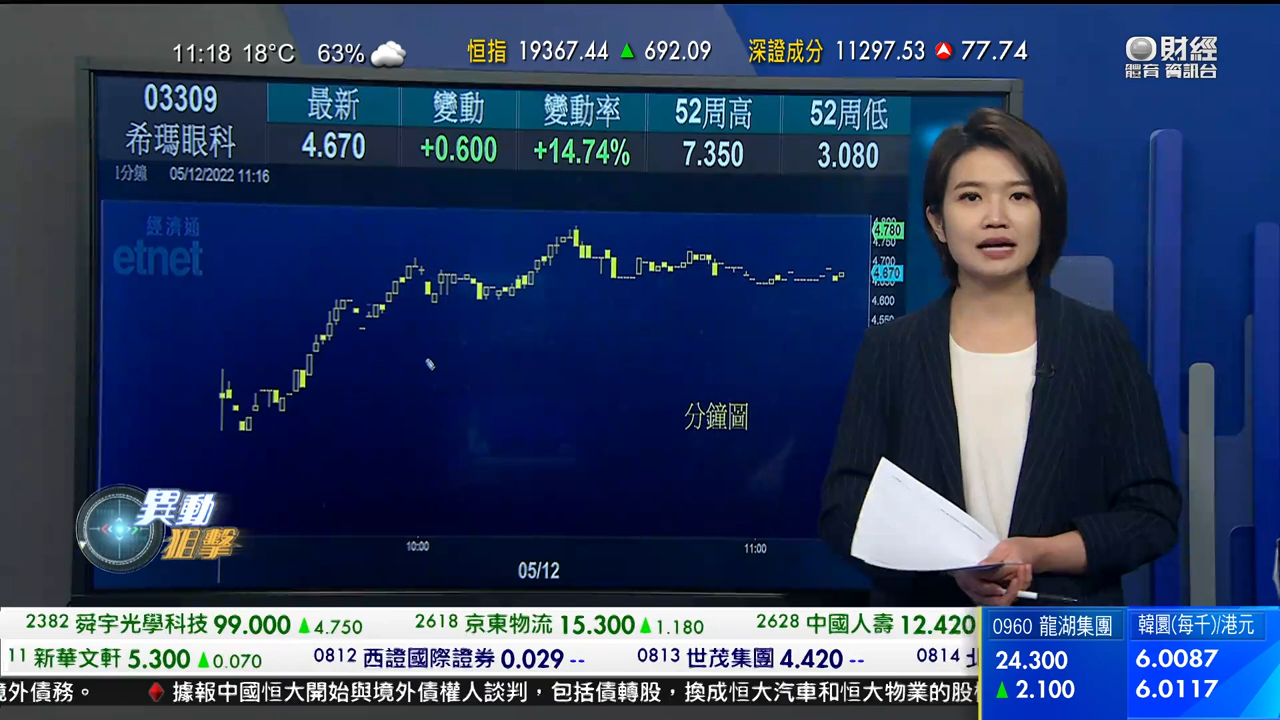 11:18 18°C 63% 恒指 19367.44 ▲ 692.09 深證成分 11297.53 77.74
財經
體育 資訊台
03309 最新 變動 變動率 52周高 52周低
希瑪眼科 4.670 +0.600 +14.74% 7.350 3.080
1分鐘 05/12/2022 11:16
經濟通
etnet
4.780
4.750
4.700
4.670
4.600
4.550
分鐘圖
異動
狙擊
10:00 11:00
05/12
2382 舜宇光學科技 99.000 ▲4.750 2618 京東物流 15.300 ▲1.180 2628 中國人壽 12.420
11 新華文軒 5.300 ▲0.070 0812 西證國際證券 0.029 -- 0813 世茂集團 4.420 -- 0814
境外債務。 據報中國恒大開始與境外債權人談判，包括債轉股，換成恒大汽車和恒大物業的股
0960 龍湖集團
24.300
▲ 2.100
韓圜(每千)/港元
6.0087
6.0117